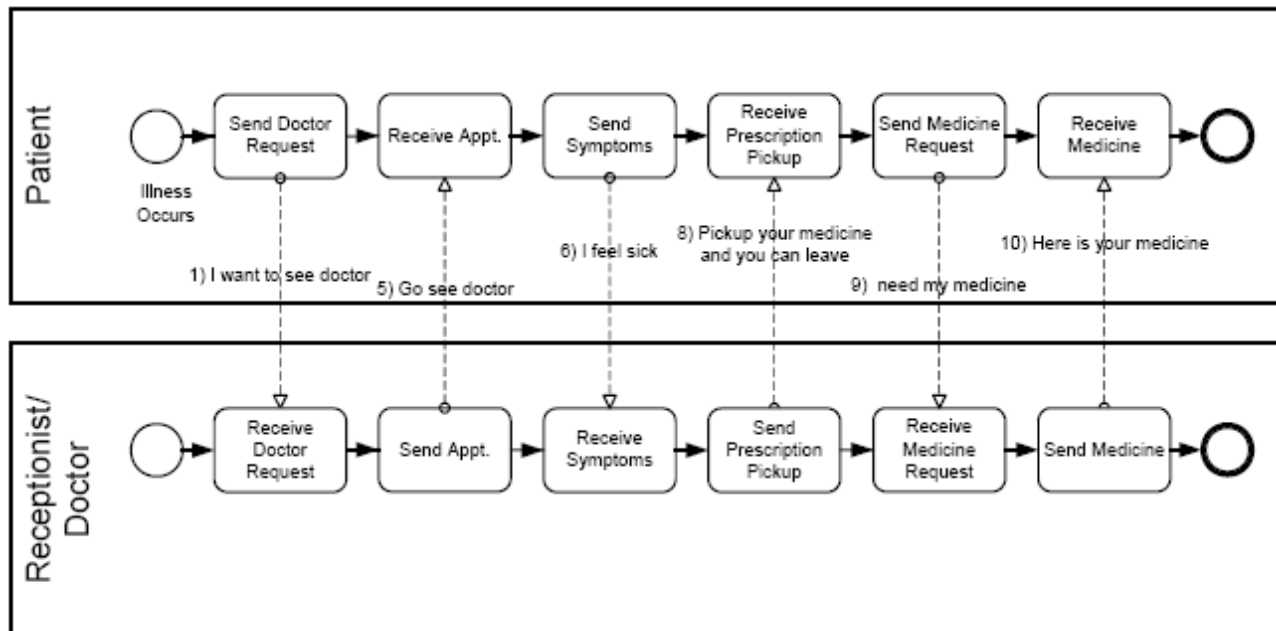 Patient
Send Doctor
Request
Receive Appt.
Send
Symptoms
Receive
Prescription
Pickup
Send Medicine
Request
Receive
Medicine
Illness
Occurs
1) I want to see doctor
5) Go see doctor
6) I feel sick
8) Pickup your medicine
and you can leave
9) need my medicine
10) Here is your medicine
Receptionist/
Doctor
Receive
Doctor
Request
Send Appt.
Receive
Symptoms
Send
Prescription
Pickup
Receive
Medicine
Request
Send Medicine